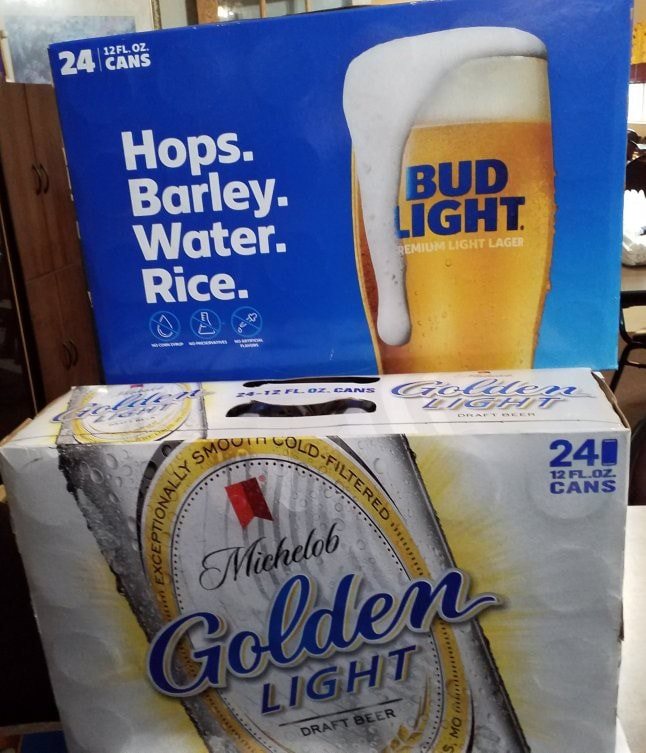 24 12 FL. OZ.
CANS
Hops.
Barley.
Water.
Rice.
NO CORN SYRUP NO PRESERVATIVES NO ARTIFICIAL
FLAVORS
BUD
LIGHT.
PREMIUM LIGHT LAGER
Golden
LIGHT
24-12 FL. OZ. CANS
Golden
LIGHT
DRAFT BEER
24
12 FL.OZ.
CANS
EXCEPTIONALLY SMOOTH COLD-FILTERED
Michelob
Golden
LIGHT
DRAFT BEER